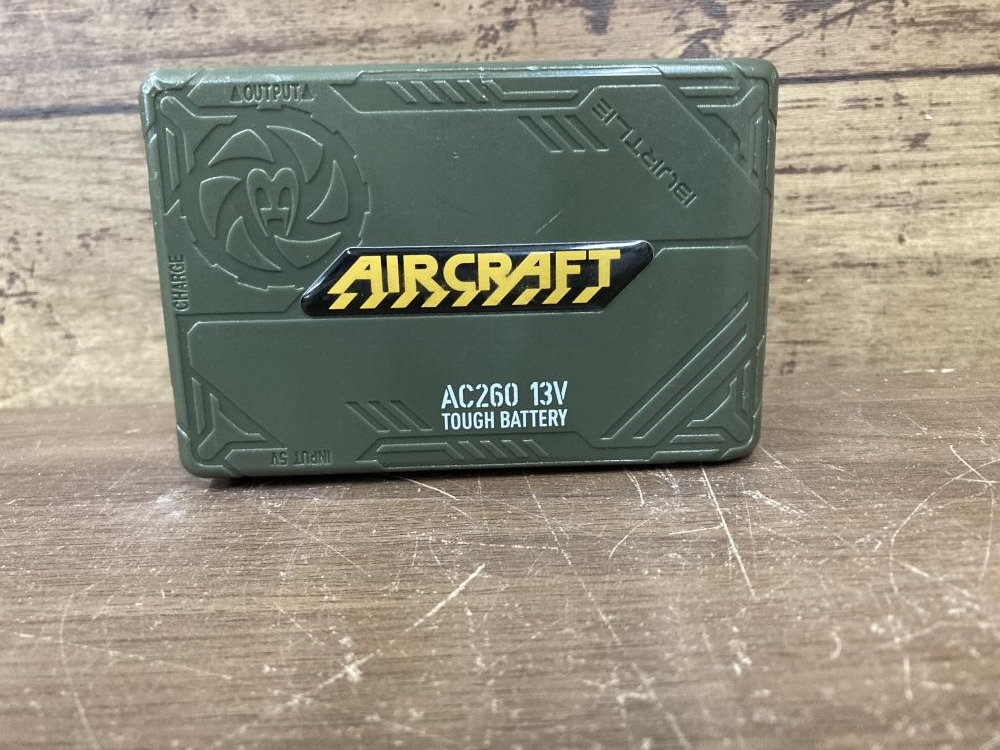 △OUTPUT△
BURTLE
CHARGE
AIRCRAFT
AC260 13V
TOUGH BATTERY
INPUT 5V